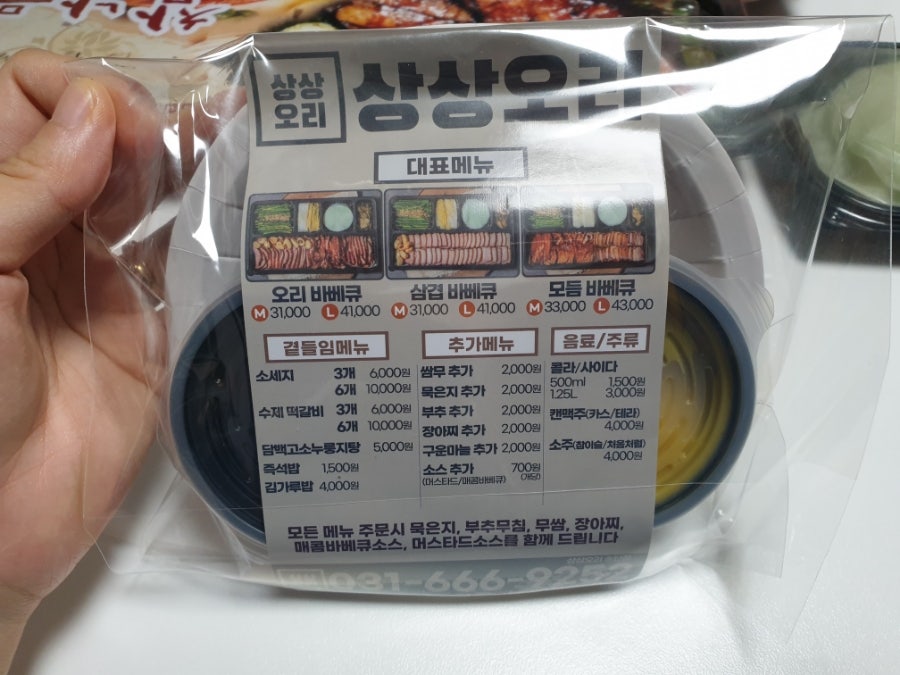 상상
오리
상상오리
대표메뉴
오리 바베큐
M 31,000 L 41,000
삼겹 바베큐
M 31,000 L 41,000
모듬 바베큐
M 33,000 L 43,000
곁들임메뉴
소세지 3개 6,000원
6개 10,000원
수제 떡갈비 3개 6,000원
6개 10,000원
담백고소누룽지탕 5,000원
즉석밥 1,500원
김가루밥 4,000원
추가메뉴
쌈무 추가 2,000원
묵은지 추가 2,000원
부추 추가 2,000원
장아찌 추가 2,000원
구운마늘 추가 2,000원
소스 추가 700원
(머스타드/매콤바베큐) (개당)
음료/주류
콜라/사이다
500ml 1,500원
1.25L 3,000원
캔맥주(카스/테라)
4,000원
소주(참이슬/처음처럼)
4,000원
모든 메뉴 주문시 묵은지, 부추무침, 무쌈, 장아찌,
매콤바베큐소스, 머스타드소스를 함께 드립니다
상상오리
031-666-9252